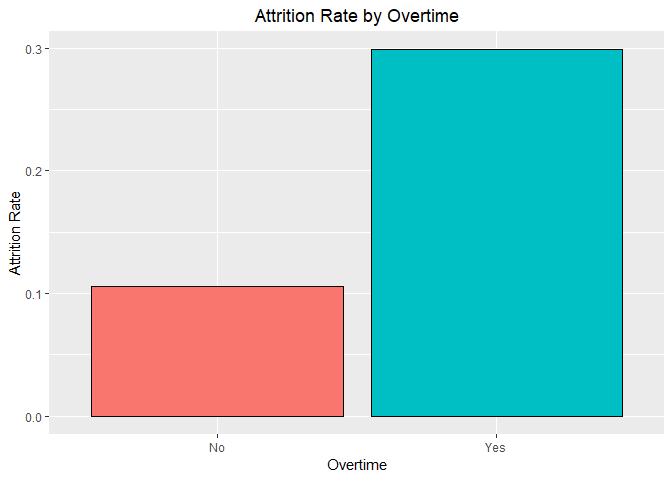 Attrition Rate by Overtime
Attrition Rate
0.3
0.2
0.1
0.0
No
Yes
Overtime